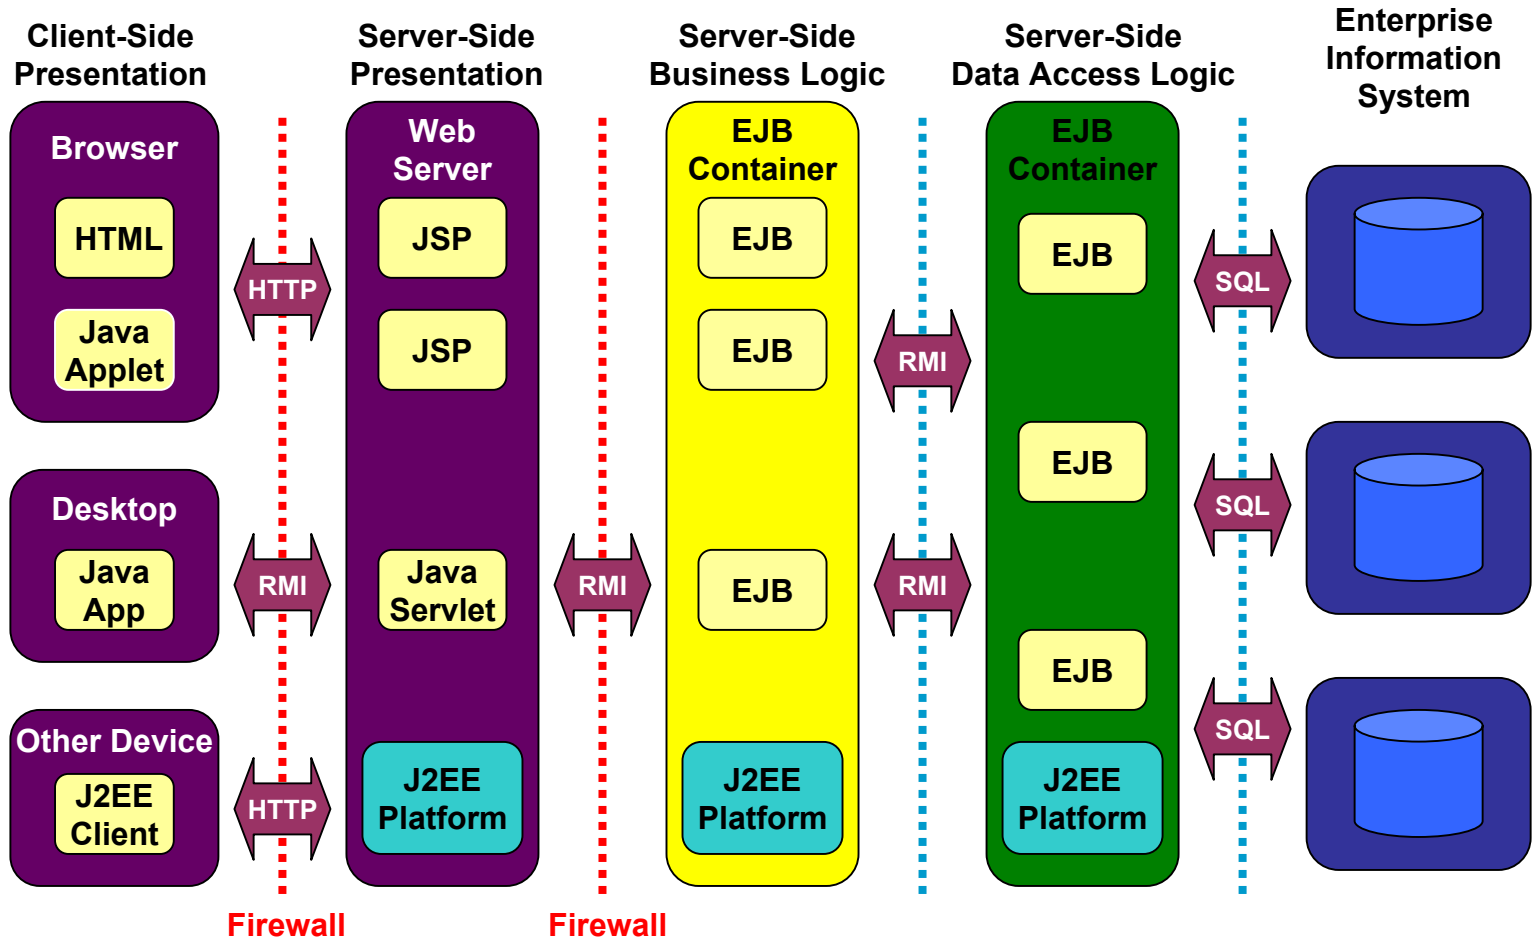 Client-Side
Presentation
Server-Side
Presentation
Server-Side
Business Logic
Server-Side
Data Access Logic
Enterprise
Information
System
Browser
HTML
Java
Applet
Desktop
Java
App
Other Device
J2EE
Client
HTTP
RMI
HTTP
Firewall
Web
Server
JSP
JSP
Java
Servlet
J2EE
Platform
RMI
Firewall
EJB
Container
EJB
EJB
EJB
J2EE
Platform
RMI
RMI
EJB
Container
EJB
EJB
EJB
J2EE
Platform
SQL
SQL
SQL